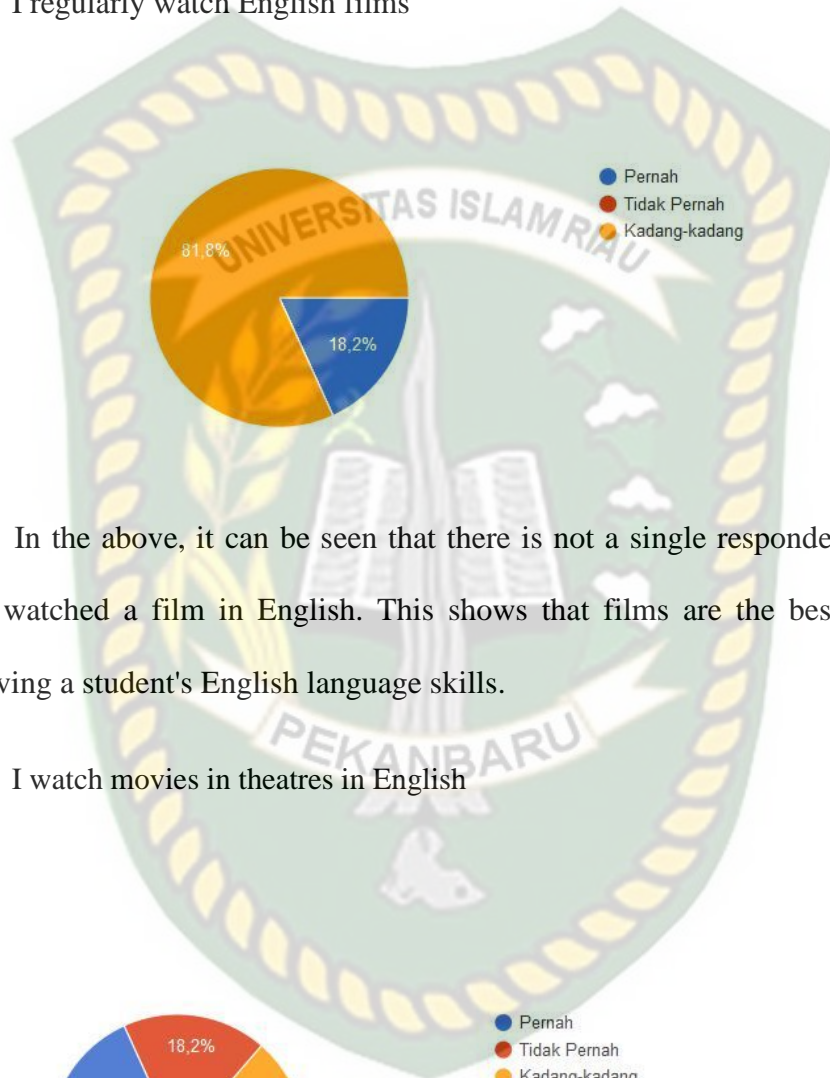 I regularly watch English films
UNIVERSITAS ISLAM RIAU
Pernah
Tidak Pernah
Kadang-kadang
81,8%
18,2%
In the above, it can be seen that there is not a single responde
watched a film in English. This shows that films are the bes
ving a student's English language skills.
PEKANBARU
I watch movies in theatres in English
18,2%
Pernah
Tidak Pernah
Kadang-kadang